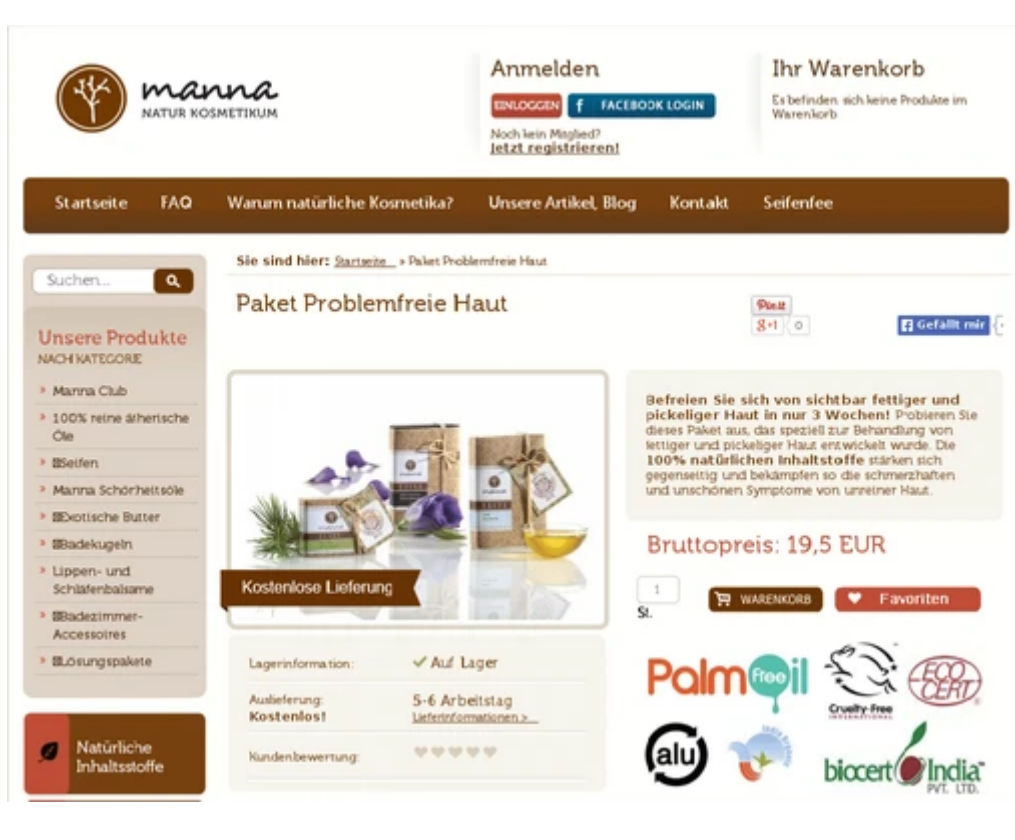 manna
NATUR KOSMETIKUM
Anmelden
EINLOGGEN
f FACEBOOK LOGIN
Noch kein Mitglied?
Jetzt registrieren!
Ihr Warenkorb
Es befinden sich keine Produkte im
Warenkorb
Startseite FAQ Warum natürliche Kosmetika? Unsere Artikel, Blog Kontakt Seifenfee
Suchen...
Unsere Produkte
NACH KATEGORIE
Manna Club
100% reine ätherische
Öle
Seifen
Manna Schönheitsöle
Exotische Butter
Badekugeln
Lippen- und
Schläfenbalsame
Badezimmer-
Accessoires
Lösungspakete
Natürliche
Inhaltsstoffe
Sie sind hier: Startseite » Paket Problemfreie Haut
Paket Problemfreie Haut
Pin it
g+1 0
Gefällt mir
Kostenlose Lieferung
Befreien Sie sich von sichtbar fettiger und
pickeliger Haut in nur 3 Wochen! Probieren Sie
dieses Paket aus, das speziell zur Behandlung von
fettiger und pickeliger Haut entwickelt wurde. Die
100% natürlichen Inhaltstoffe stärken sich
gegenseitig und bekämpfen so die schmerzhaften
und unschönen Symptome von unreiner Haut.
Bruttopreis: 19,5 EUR
1
St.
WARENKORB
Favoriten
Lagerinformation: Auf Lager
Auslieferung: 5-6 Arbeitstag
Kostenlos! Lieferinformationen >
Kundenbewertung:
Palm free oil
Cruelty-Free
INTERNATIONAL
ECO
CERT
alu
biocert India
PVT. LTD.